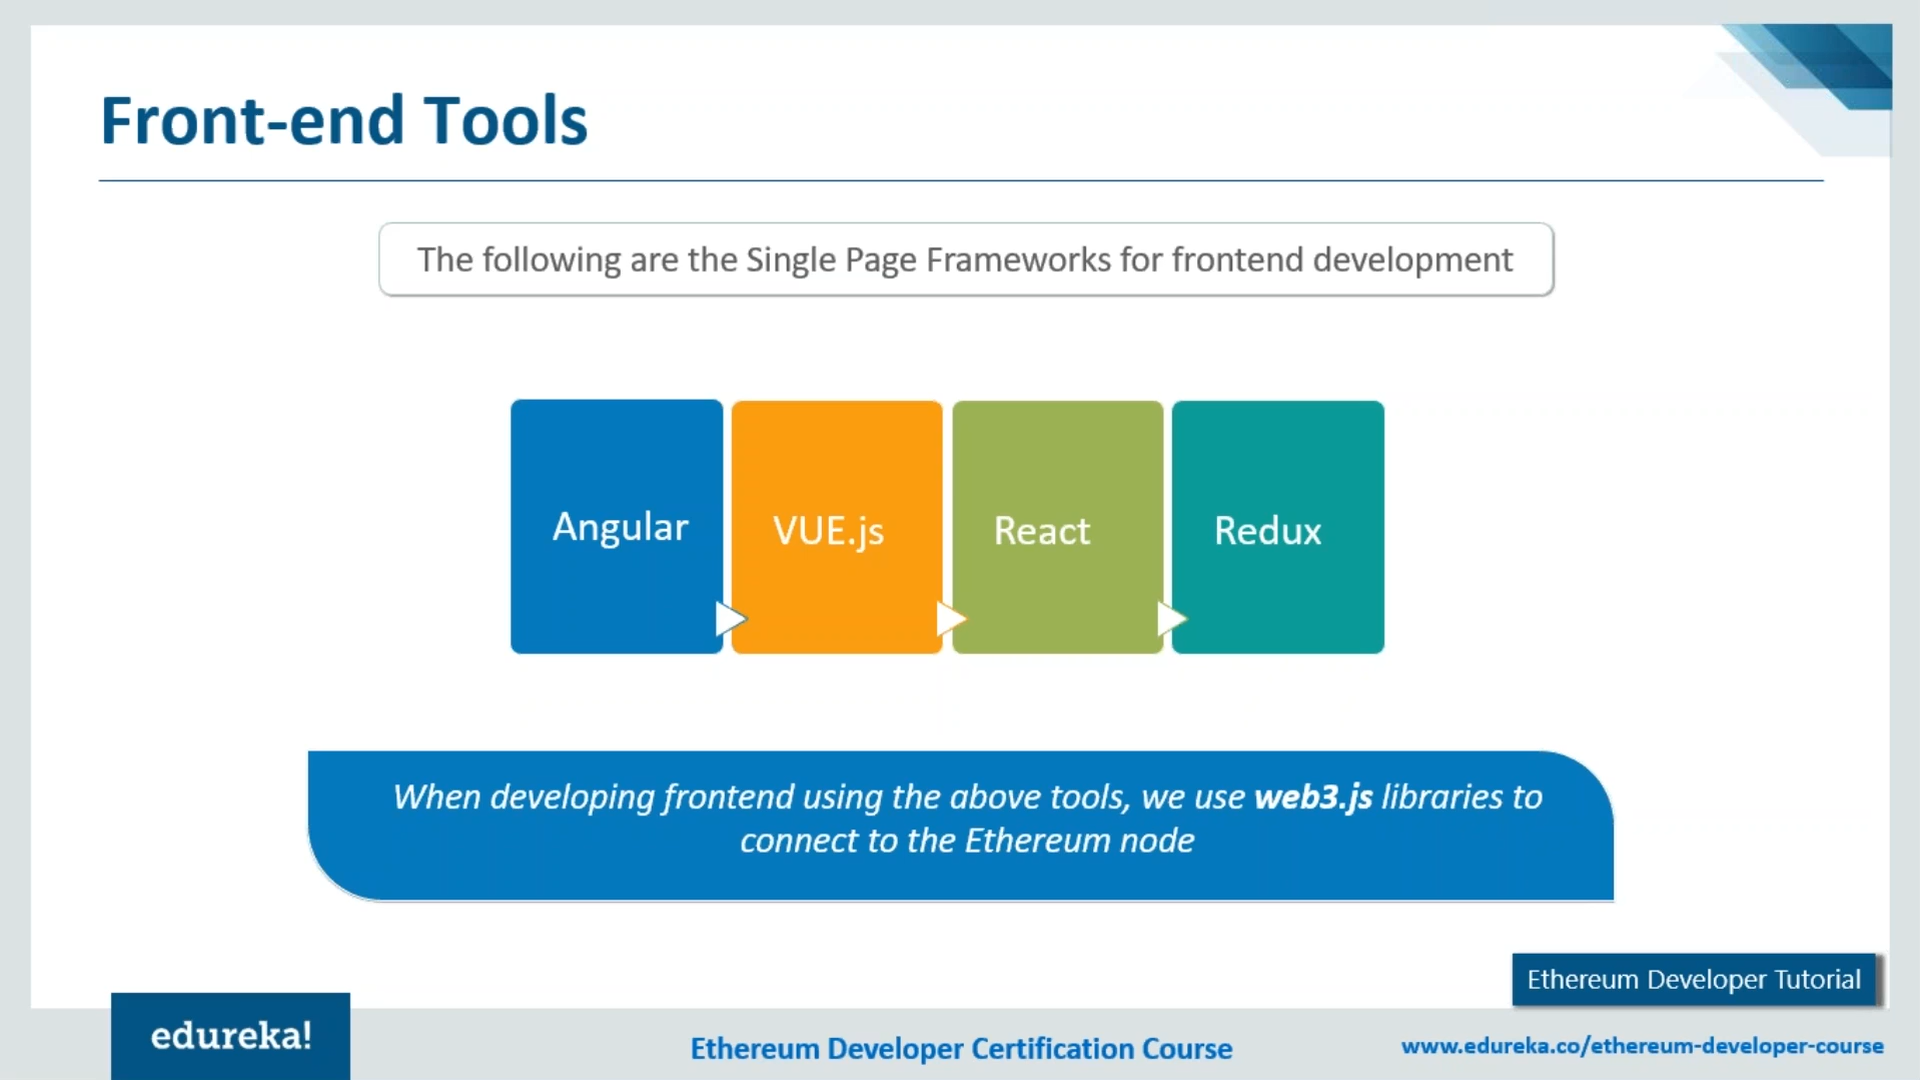 Front-end Tools
The following are the Single Page Frameworks for frontend development
Angular
VUE.js
React
Redux
When developing frontend using the above tools, we use web3.js libraries to
connect to the Ethereum node
Ethereum Developer Tutorial
edureka!
Ethereum Developer Certification Course
www.edureka.co/ethereum-developer-course